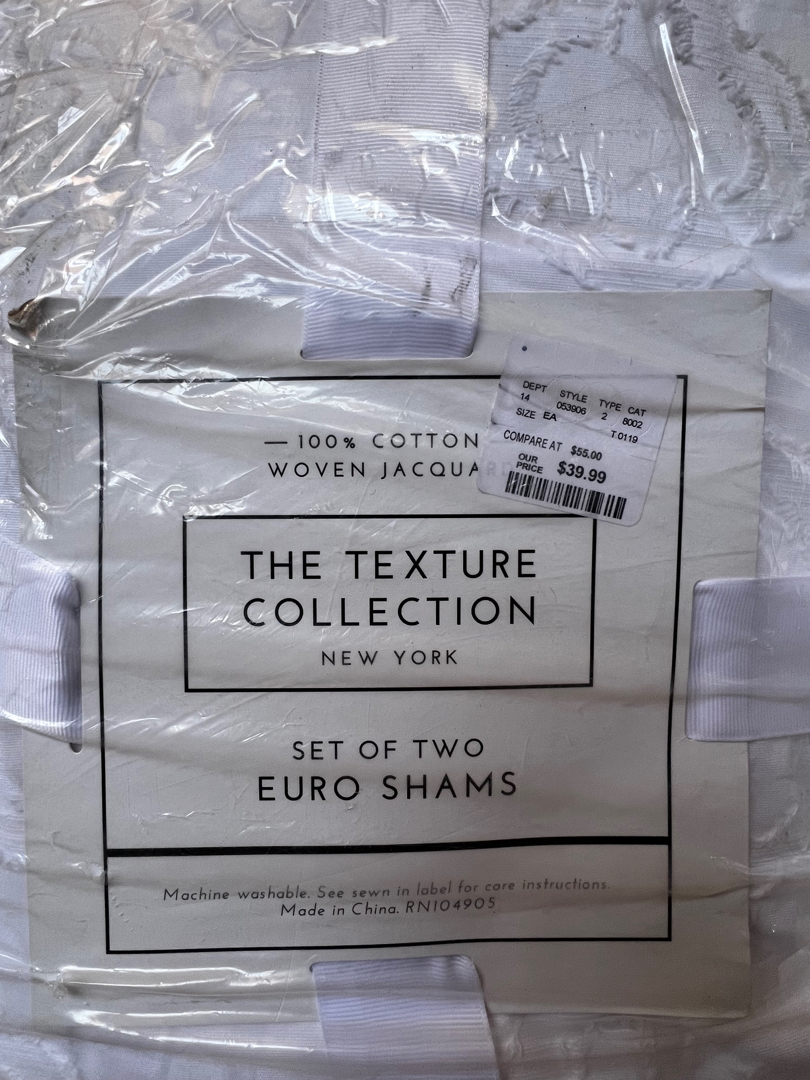 DEPT STYLE TYPE CAT
14 053906 2 8002
SIZE EA T0119
COMPARE AT $55.00
OUR PRICE $39.99
— 100% COTTON
WOVEN JACQUAR
THE TEXTURE
COLLECTION
NEW YORK
SET OF TWO
EURO SHAMS
Machine washable. See sewn in label for care instructions.
Made in China. RN104905